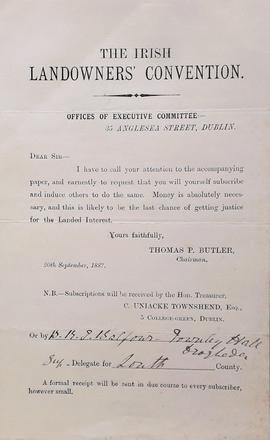 THE IRISH
LANDOWNERS' CONVENTION.
OFFICES OF EXECUTIVE COMMITTEE—
35 ANGLESEA STREET, DUBLIN.
DEAR SIR—
I have to call your attention to the accompanying
paper, and earnestly to request that you will yourself subscribe
and induce others to do the same. Money is absolutely neces-
sary, and this is likely to be the last chance of getting justice
for the Landed Interest.
Yours faithfully,
THOMAS P. BUTLER,
Chairman.
20th September, 1887.
N.B.—Subscriptions will be received by the Hon. Treasurer,
C. UNIACKE TOWNSHEND, Esq.,
5 COLLEGE-GREEN, DUBLIN.
Or by B. R. T. Balfour Townley Hall
Drogheda
Delegate for Louth County.
A formal receipt will be sent in due course to every subscriber,
however small.